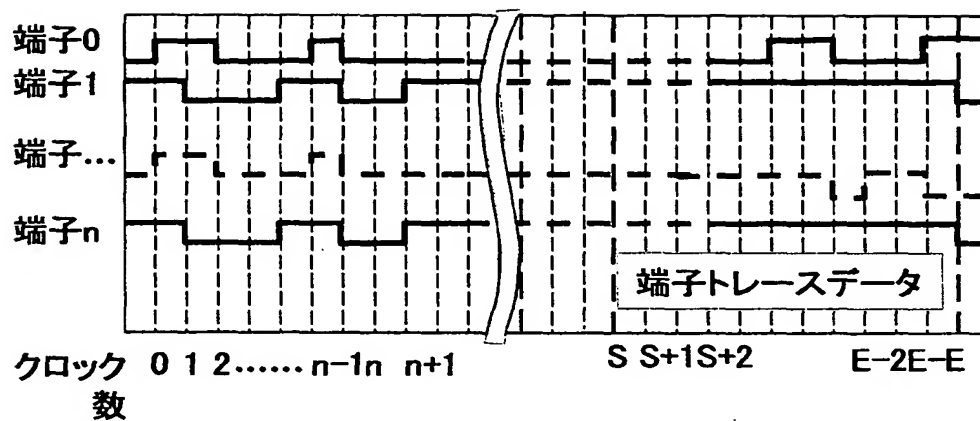 端子0
端子1
端子…
端子n
端子トレースデータ
クロック数 0 1 2……n-1n n+1 S S+1S+2 E-2E-E